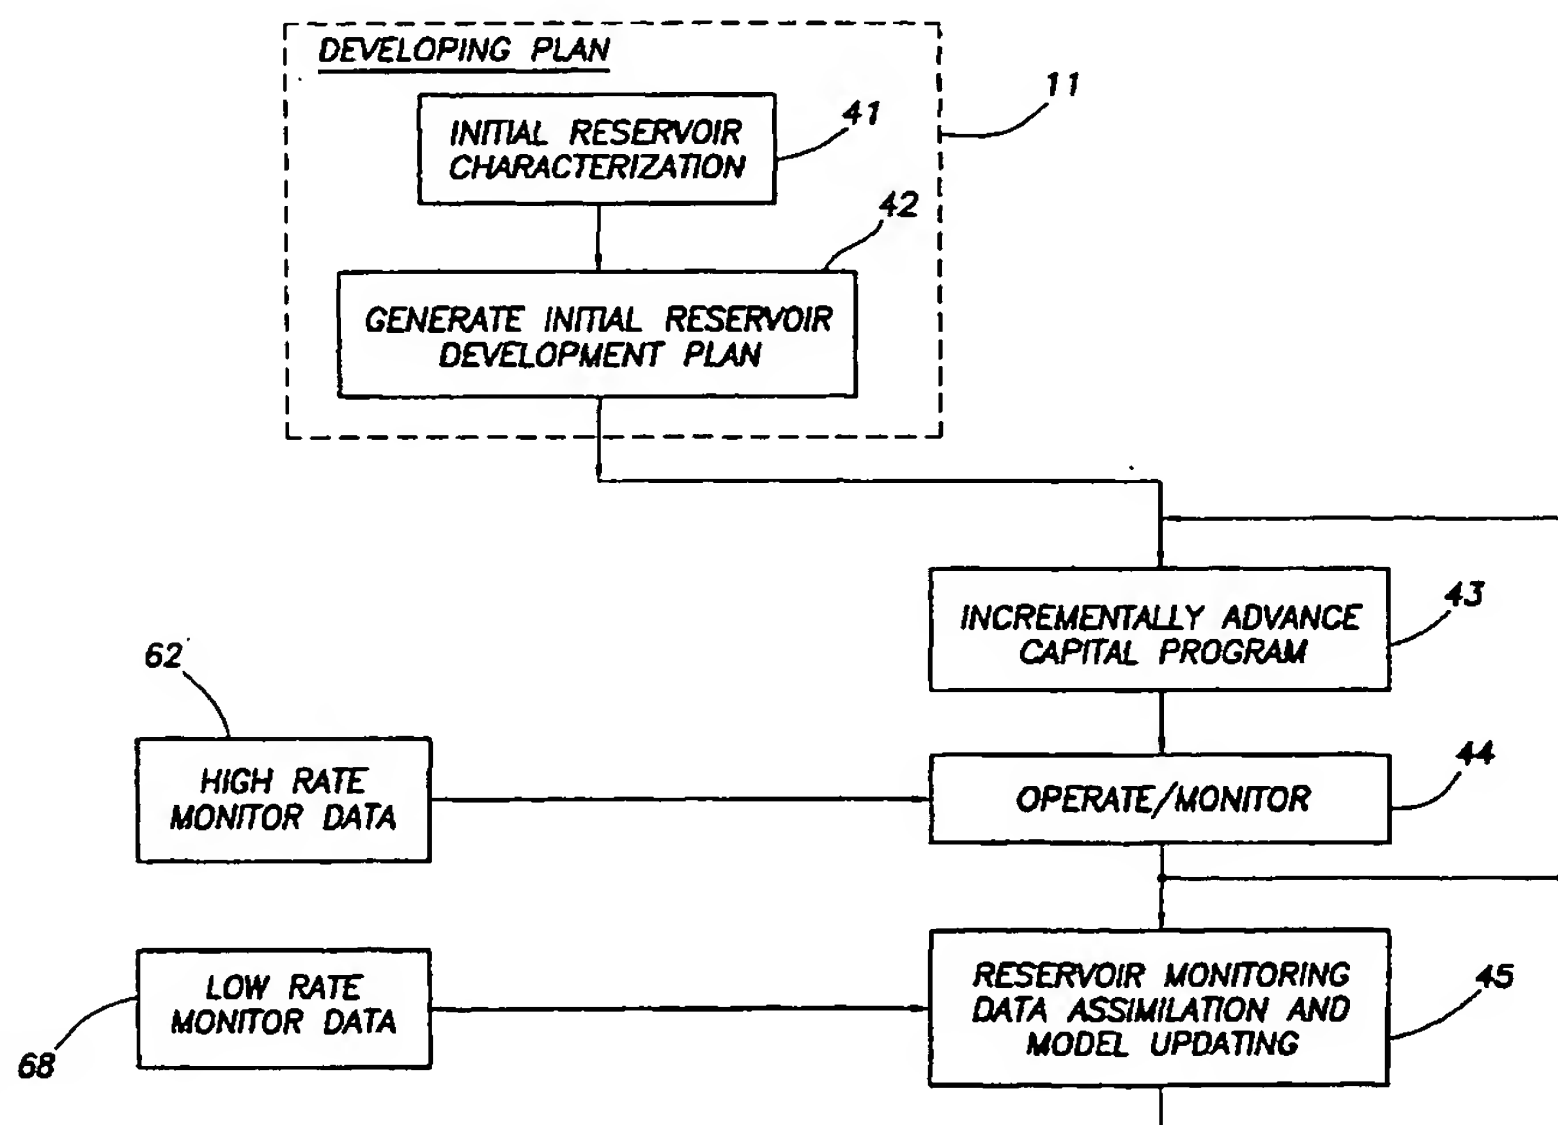 DEVELOPING PLAN
11
INITIAL RESERVOIR
CHARACTERIZATION
41
42
GENERATE INITIAL RESERVOIR
DEVELOPMENT PLAN
INCREMENTALLY ADVANCE
CAPITAL PROGRAM
43
62
HIGH RATE
MONITOR DATA
OPERATE/MONITOR
44
LOW RATE
MONITOR DATA
68
RESERVOIR MONITORING
DATA ASSIMILATION AND
MODEL UPDATING
45